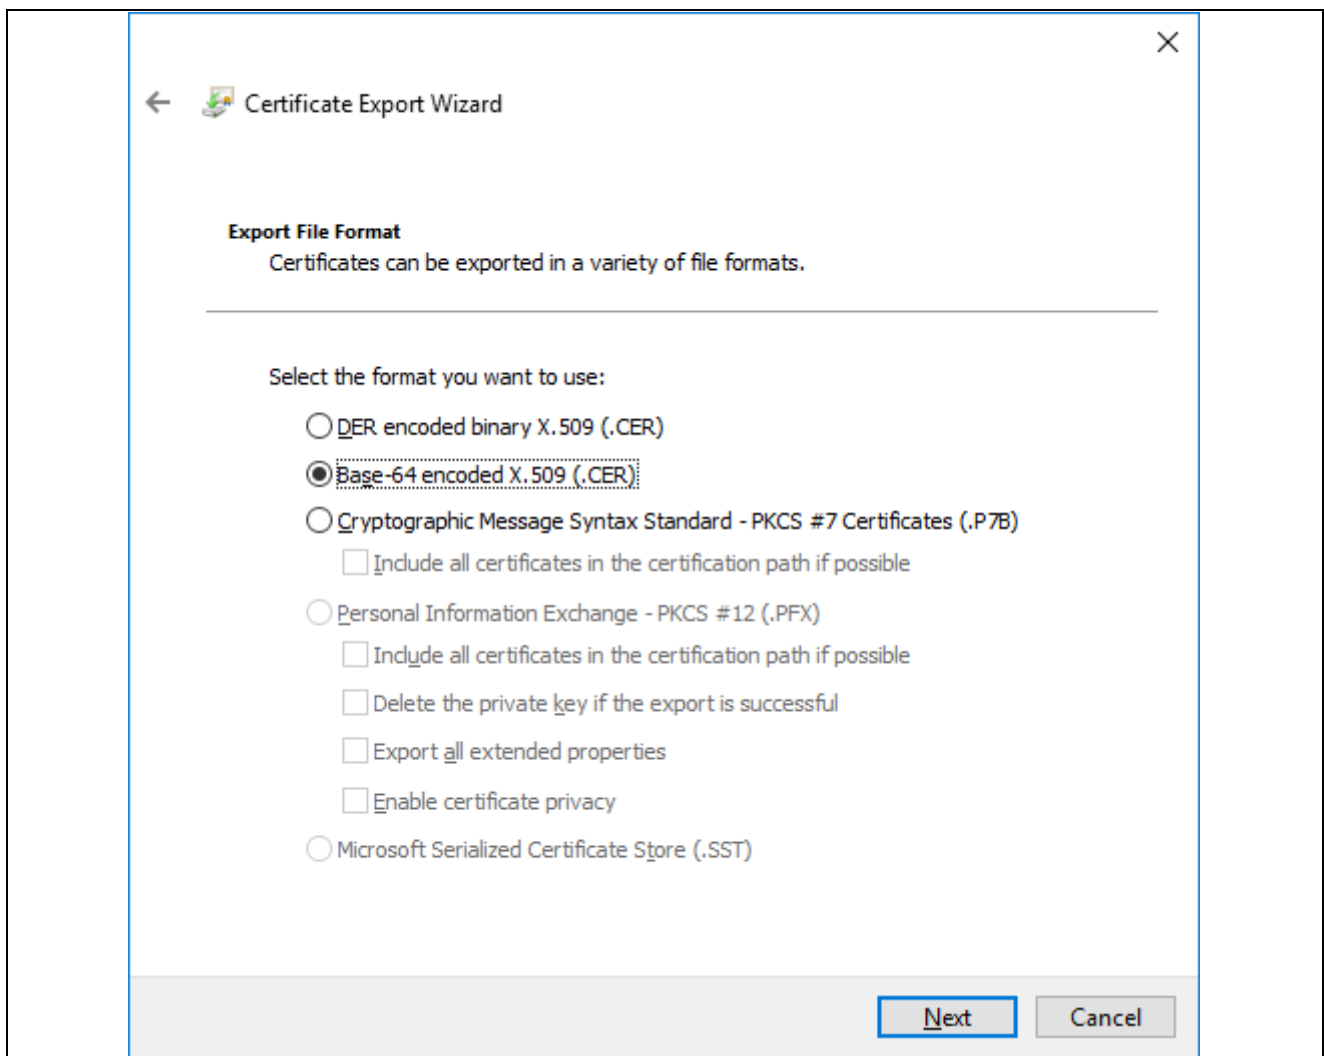 Certificate Export Wizard
Export File Format
Certificates can be exported in a variety of file formats.
Select the format you want to use:
DER encoded binary X.509 (.CER)
Base-64 encoded X.509 (.CER)
Cryptographic Message Syntax Standard - PKCS #7 Certificates (.P7B)
Include all certificates in the certification path if possible
Personal Information Exchange - PKCS #12 (.PFX)
Include all certificates in the certification path if possible
Delete the private key if the export is successful
Export all extended properties
Enable certificate privacy
Microsoft Serialized Certificate Store (.SST)
Next Cancel